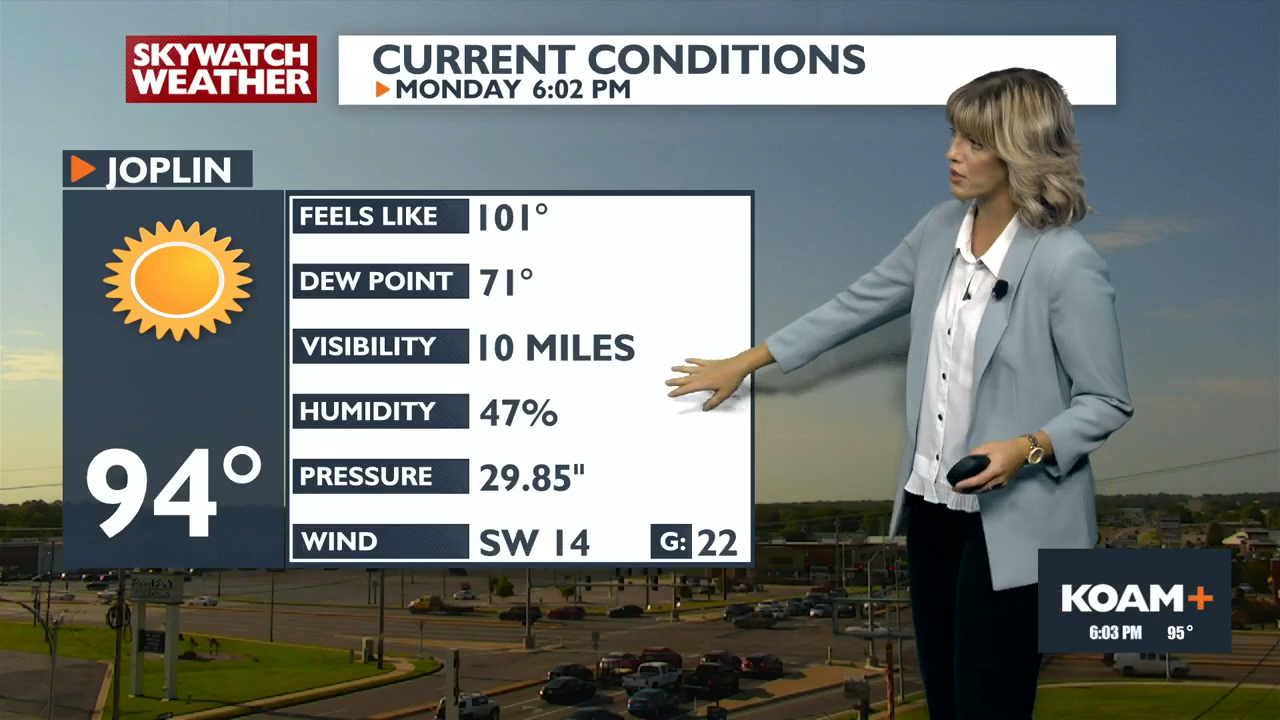 SKYWATCH
WEATHER
CURRENT CONDITIONS
MONDAY 6:02 PM
JOPLIN
94°
FEELS LIKE 101°
DEW POINT 71°
VISIBILITY 10 MILES
HUMIDITY 47%
PRESSURE 29.85"
WIND SW 14 G: 22
KOAM+
6:03 PM 95°